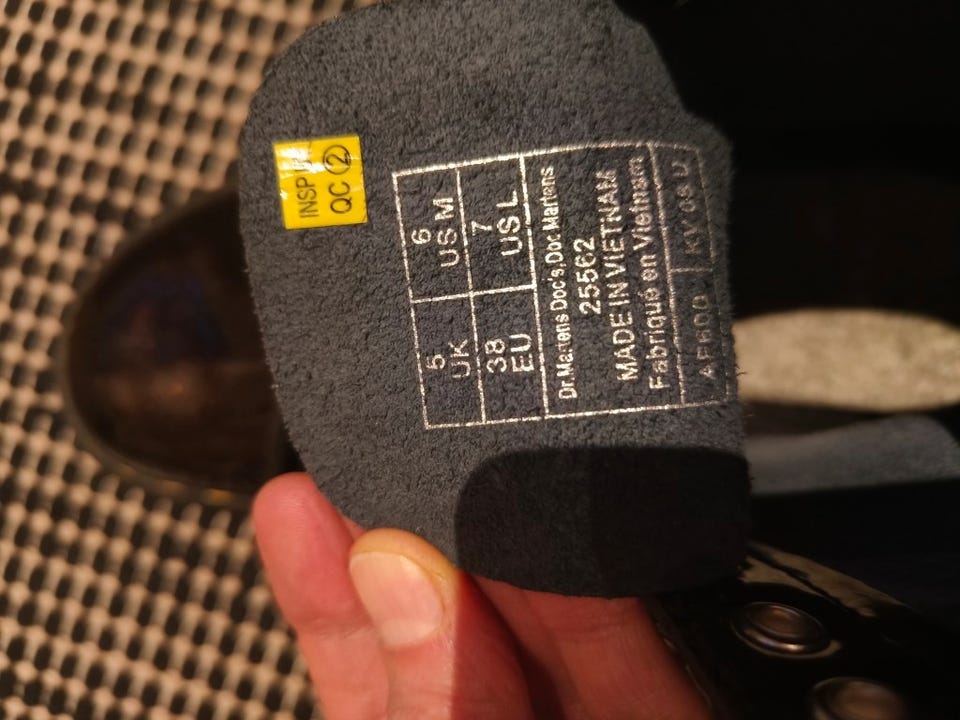 INSP
QC 2
5
UK
6
US M
38
EU
7
US L
Dr.Martens Doc's,Doc Martens
25562
MADE IN VIETNAM
Fabriqué en Vietnam